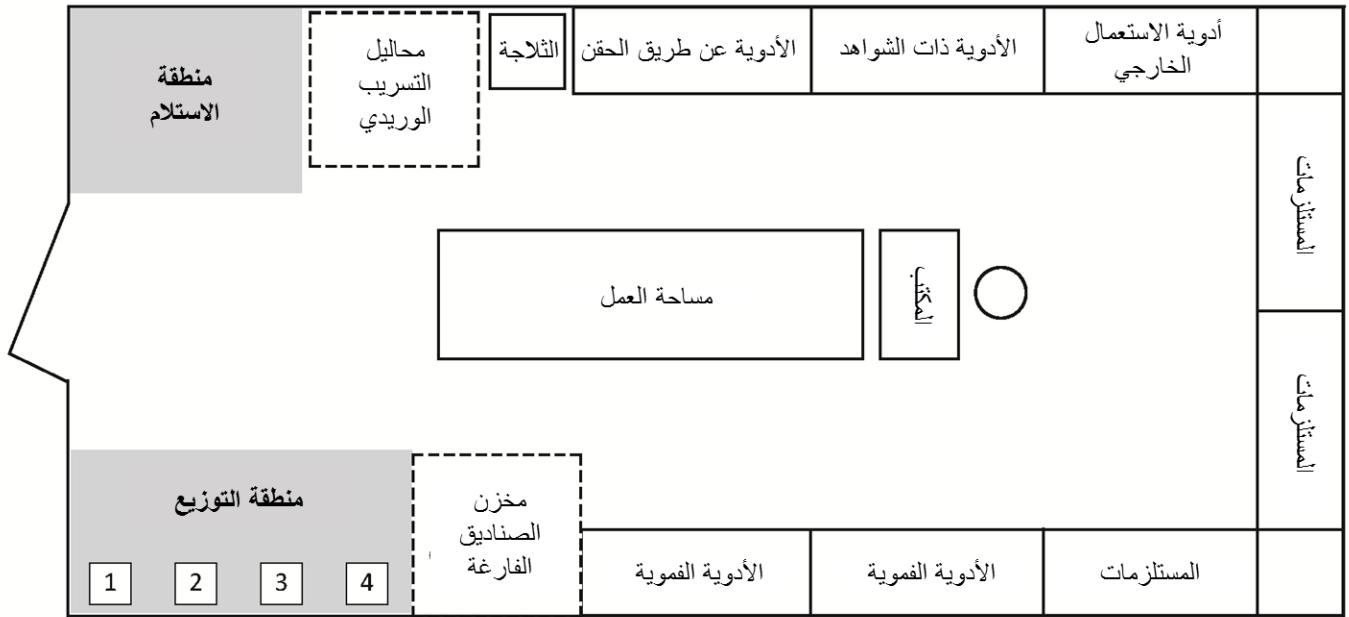 أدوية الاستعمال
الخارجي
الأدوية ذات الشواهد
الأدوية عن طريق الحقن
الثلاجة
محاليل
التسريب
الوريدي
منطقة
الاستلام
المستلزمات
المكتب
مساحة العمل
المستلزمات
المستلزمات
الأدوية الفموية
الأدوية الفموية
مخزن
الصناديق
الفارغة
منطقة التوزيع
1 2 3 4